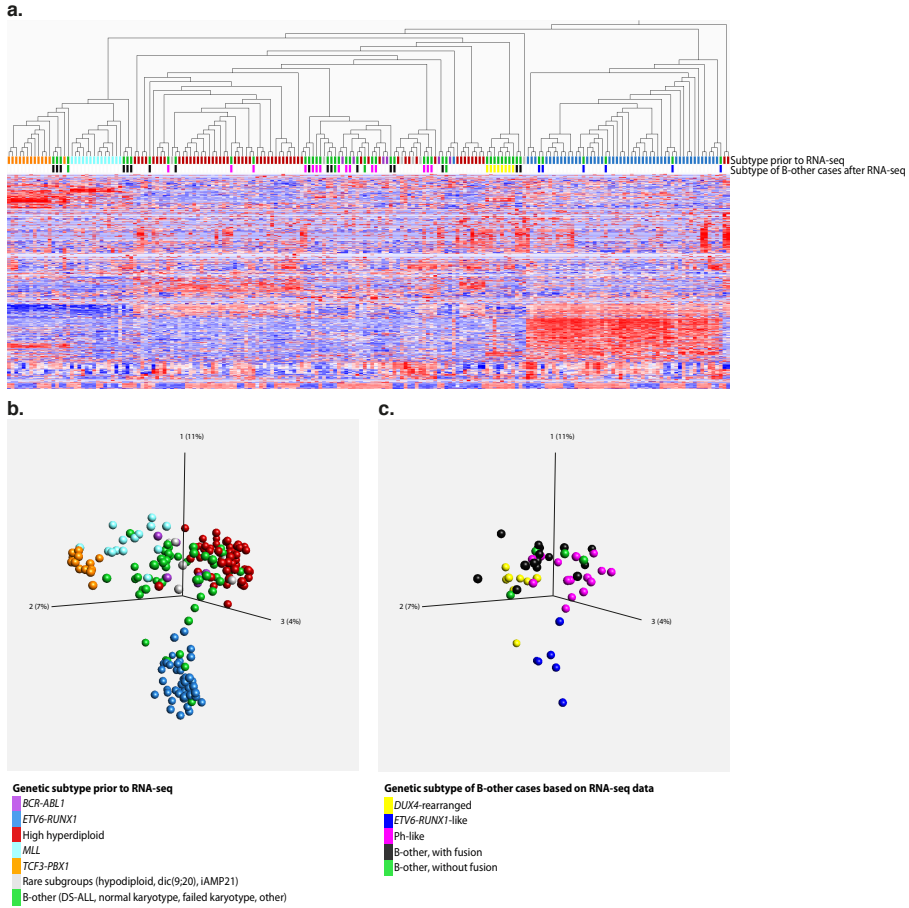 a.
Subtype prior to RNA-seq
Subtype of B-other cases after RNA-seq
b.
c.
1 (11%)
2 (7%)
3 (4%)
1 (11%)
2 (7%)
3 (4%)
Genetic subtype prior to RNA-seq
BCR-ABL1
ETV6-RUNX1
High hyperdiploid
MLL
TCF3-PBX1
Rare subgroups (hypodiploid, dic(9;20), iAMP21)
B-other (DS-ALL, normal karyotype, failed karyotype, other)
Genetic subtype of B-other cases based on RNA-seq data
DUX4-rearranged
ETV6-RUNX1-like
Ph-like
B-other, with fusion
B-other, without fusion